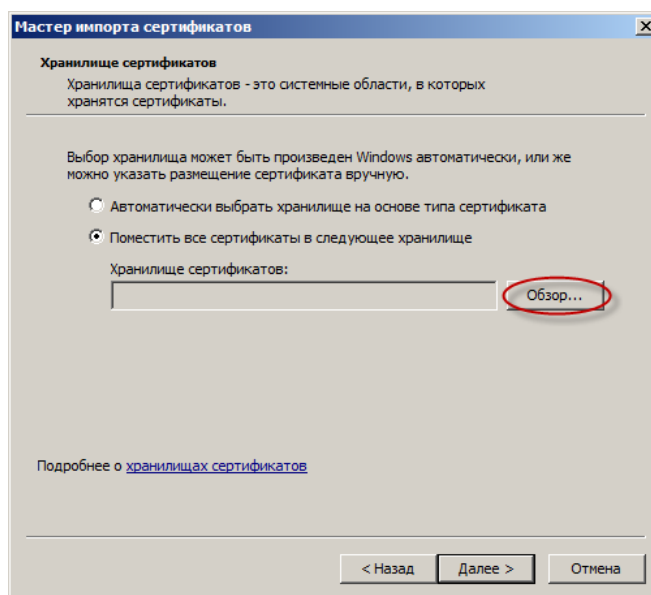 Мастер импорта сертификатов
Хранилище сертификатов
Хранилища сертификатов - это системные области, в которых
хранятся сертификаты.
Выбор хранилища может быть произведен Windows автоматически, или же
можно указать размещение сертификата вручную.
Автоматически выбрать хранилище на основе типа сертификата
Поместить все сертификаты в следующее хранилище
Хранилище сертификатов:
Обзор...
Подробнее о хранилищах сертификатов
< Назад Далее > Отмена